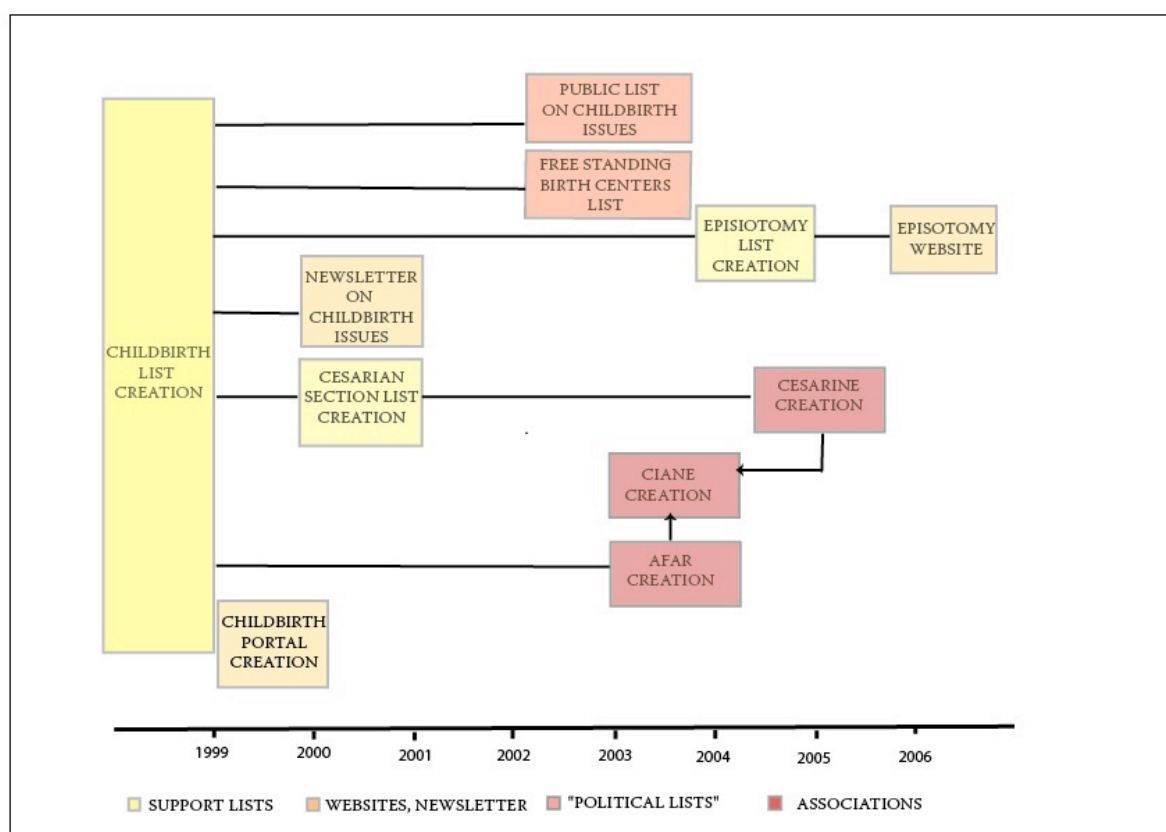 PUBLIC LIST
ON CHILDBIRTH
ISSUES
FREE STANDING
BIRTH CENTERS
LIST
EPISIOTOMY
LIST
CREATION
EPISOTOMY
WEBSITE
NEWSLETTER
ON
CHILDBIRTH
ISSUES
CHILDBIRTH
LIST
CREATION
CESARIAN
SECTION LIST
CREATION
CESARINE
CREATION
CIANE
CREATION
AFAR
CREATION
CHILDBIRTH
PORTAL
CREATION
1999 2000 2001 2002 2003 2004 2005 2006
SUPPORT LISTS WEBSITES, NEWSLETTER "POLITICAL LISTS" ASSOCIATIONS